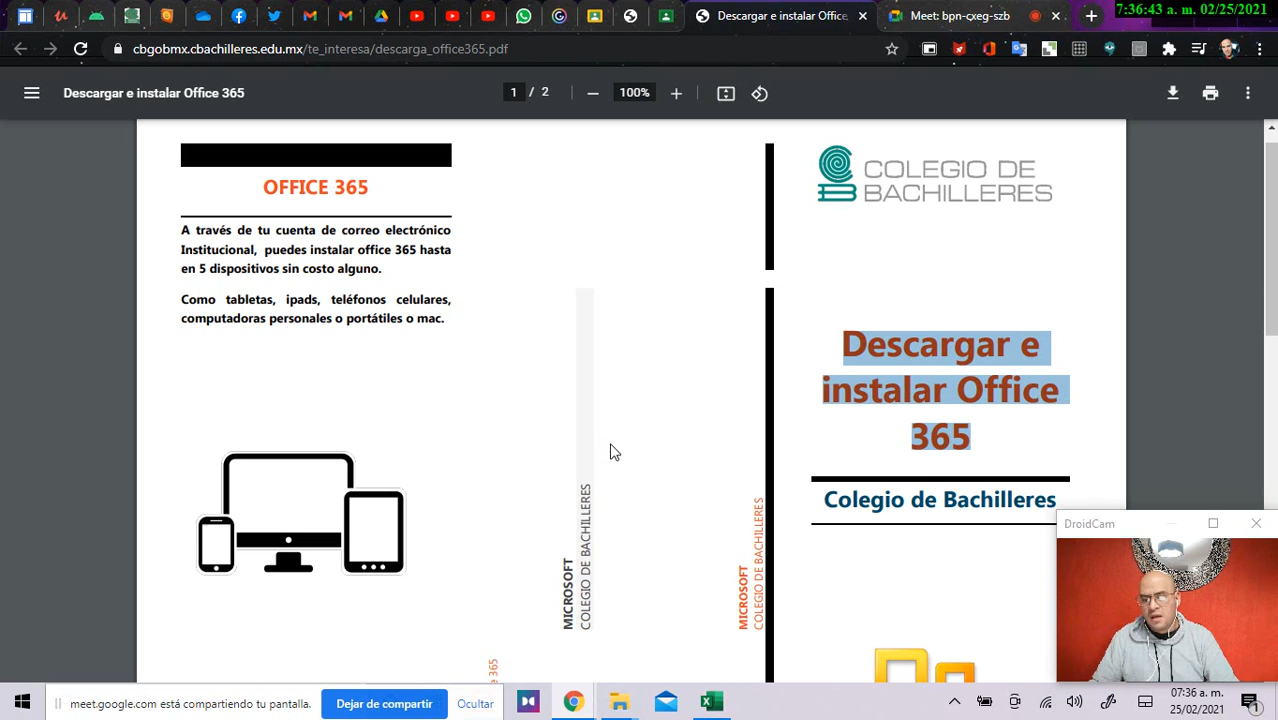 Descargar e instalar Office
Meet: bpn-cxeg-szb
7:36:43 a. m. 02/25/2021
cbgobmx.cbachilleres.edu.mx/te_interesa/descarga_office365.pdf
Descargar e instalar Office 365
1 / 2
100%
OFFICE 365
A través de tu cuenta de correo electrónico
Institucional, puedes instalar office 365 hasta
en 5 dispositivos sin costo alguno.
Como tabletas, ipads, teléfonos celulares,
computadoras personales o portátiles o mac.
MICROSOFT
COLEGIO DE BACHILLERES
MICROSOFT
COLEGIO DE BACHILLERES
COLEGIO DE
BACHILLERES
Descargar e
instalar Office
365
Colegio de Bachilleres
e 365
DroidCam
meet.google.com está compartiendo tu pantalla.
Dejar de compartir
Ocultar
07:36 a. m.
25/02/2021
1